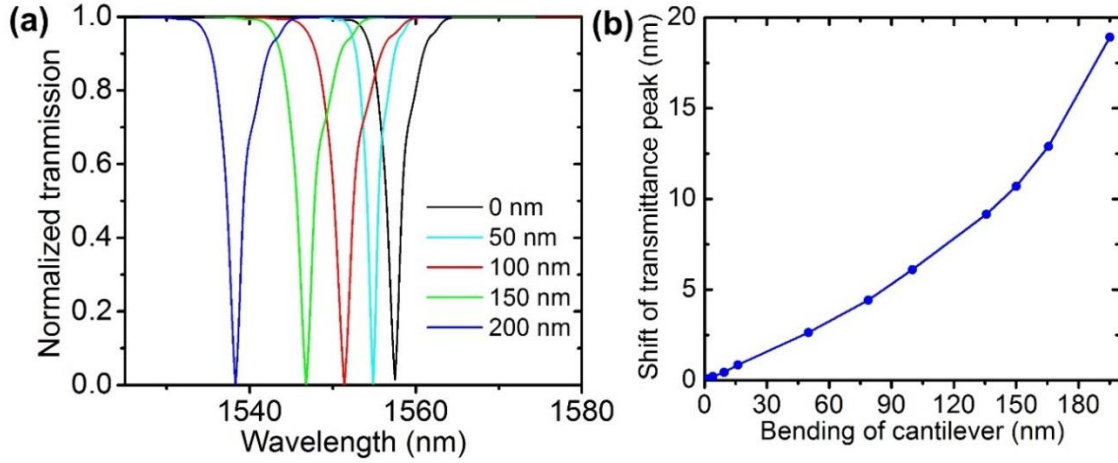 (a)
Normalized tranmission
1.0
0.8
0.6
0.4
0.2
0.0
0 nm
50 nm
100 nm
150 nm
200 nm
1540
1560
1580
Wavelength (nm)
(b)
Shift of transmittance peak (nm)
20
15
10
5
0
0
30
60
90
120
150
180
Bending of cantilever (nm)